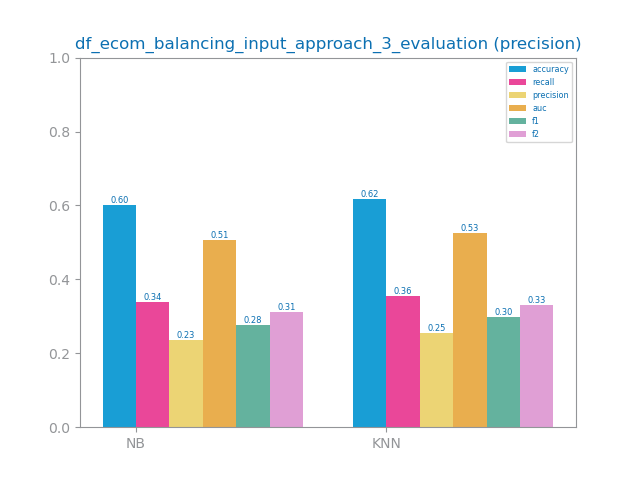 df_ecom_balancing_input_approach_3_evaluation (precision)
1.0
0.8
0.6
0.4
0.2
0.0
accuracy
recall
precision
auc
f1
f2
0.60
0.34
0.23
0.51
0.28
0.31
0.62
0.36
0.25
0.53
0.30
0.33
NB
KNN